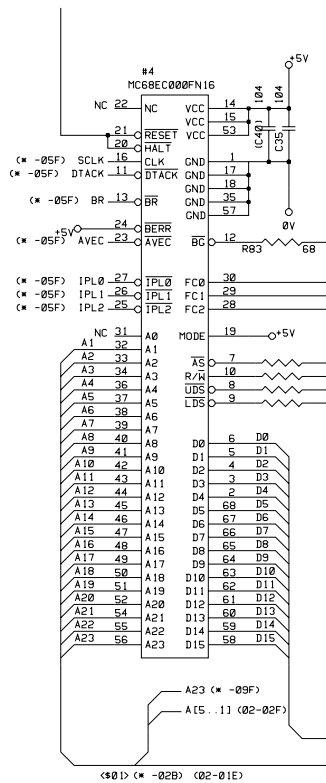 #4
MC68EC000FN16
+5V
NC 22 NC VCC 14 104 104
VCC 15 (C40) C35
21 RESET VCC 53
20 HALT
(* -05F) SCLK 16 CLK GND 1
(* -05F) DTACK 11 DTACK GND 17
GND 18
(* -05F) BR 13 BR GND 35
GND 57
0V
+5V 24 BERR
(* -05F) AVEC 23 AVEC BG 12 R83 68
(* -05F) IPL0 27 IPL0 FC0 30
(* -05F) IPL1 26 IPL1 FC1 29
(* -05F) IPL2 25 IPL2 FC2 28
NC 31 A0 MODE 19 +5V
A1 32 A1
A2 33 A2 AS 7
A3 34 A3 R/W 10
A4 35 A4 UDS 8
A5 37 A5 LDS 9
A6 38 A6
A7 39 A7
A8 40 A8 D0 6 D0
A9 41 A9 D1 5 D1
A10 42 A10 D2 4 D2
A11 43 A11 D3 3 D3
A12 44 A12 D4 2 D4
A13 45 A13 D5 68 D5
A14 46 A14 D6 67 D6
A15 47 A15 D7 66 D7
A16 48 A16 D8 65 D8
A17 49 A17 D9 64 D9
A18 50 A18 D10 63 D10
A19 51 A19 D11 62 D11
A20 52 A20 D12 61 D12
A21 54 A21 D13 60 D13
A22 55 A22 D14 59 D14
A23 56 A23 D15 58 D15
A23 (* -09F)
A[5..1] (02-02F)
<$01> (* -02B) (02-01E)